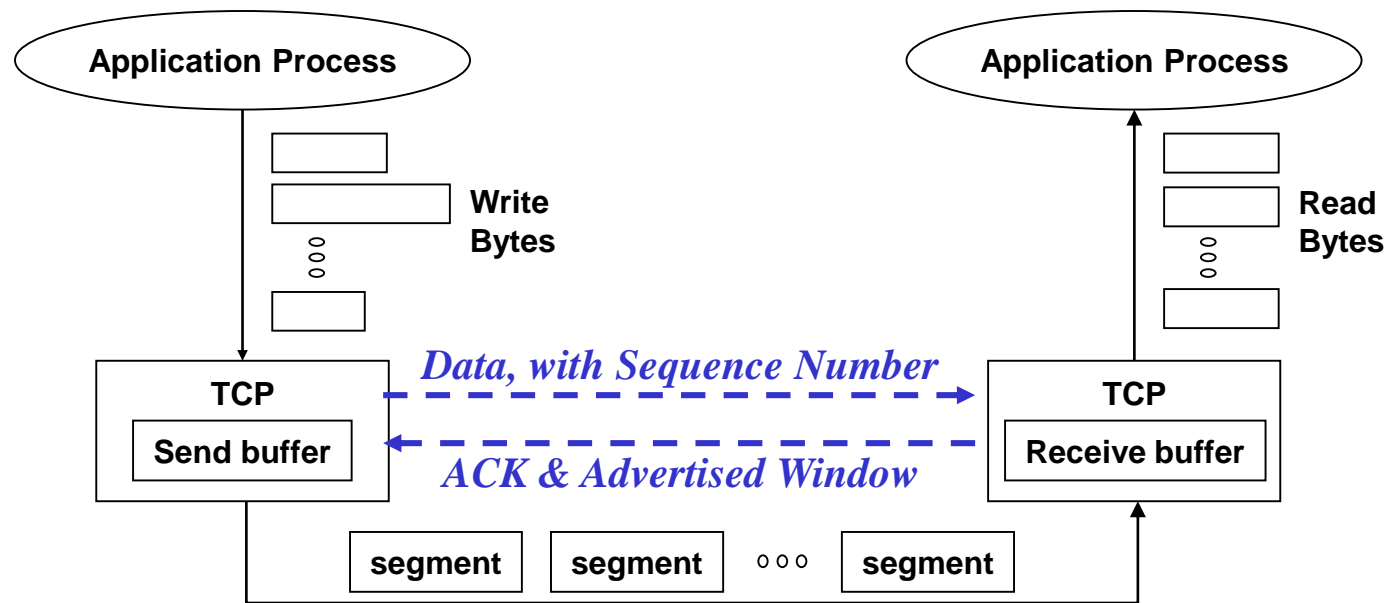 Application Process
Application Process
Write
Bytes
Read
Bytes
Data, with Sequence Number
TCP
TCP
Send buffer
Receive buffer
ACK & Advertised Window
segment
segment
segment